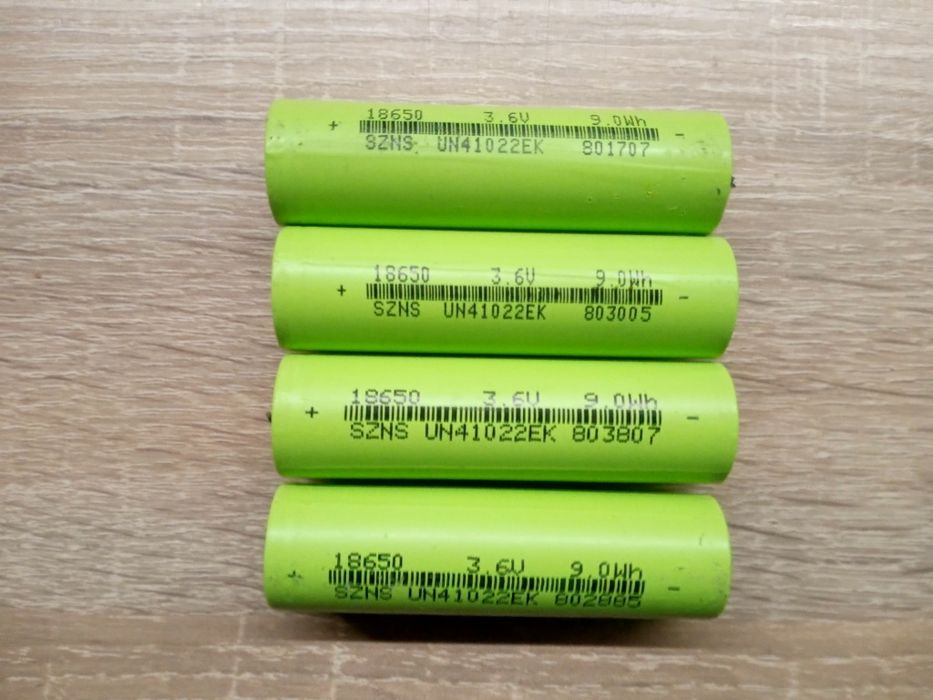 18650 3.6V 9.0Wh
+ -
SZNS UN41022EK 801707
18650 3.6V 9.0Wh
+ -
SZNS UN41022EK 803005
18650 3.6V 9.0Wh
+ -
SZNS UN41022EK 803807
18650 3.6V 9.0Wh
+ -
SZNS UN41022EK 802885